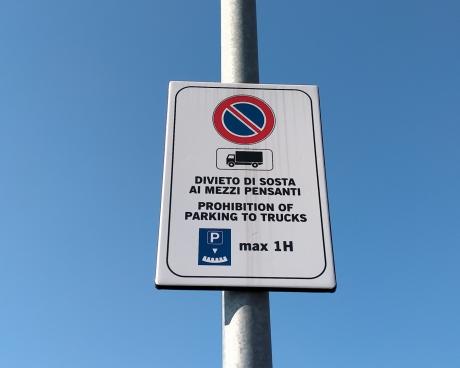 DIVIETO DI SOSTA
AI MEZZI PENSANTI
PROHIBITION OF
PARKING TO TRUCKS
P
max 1H